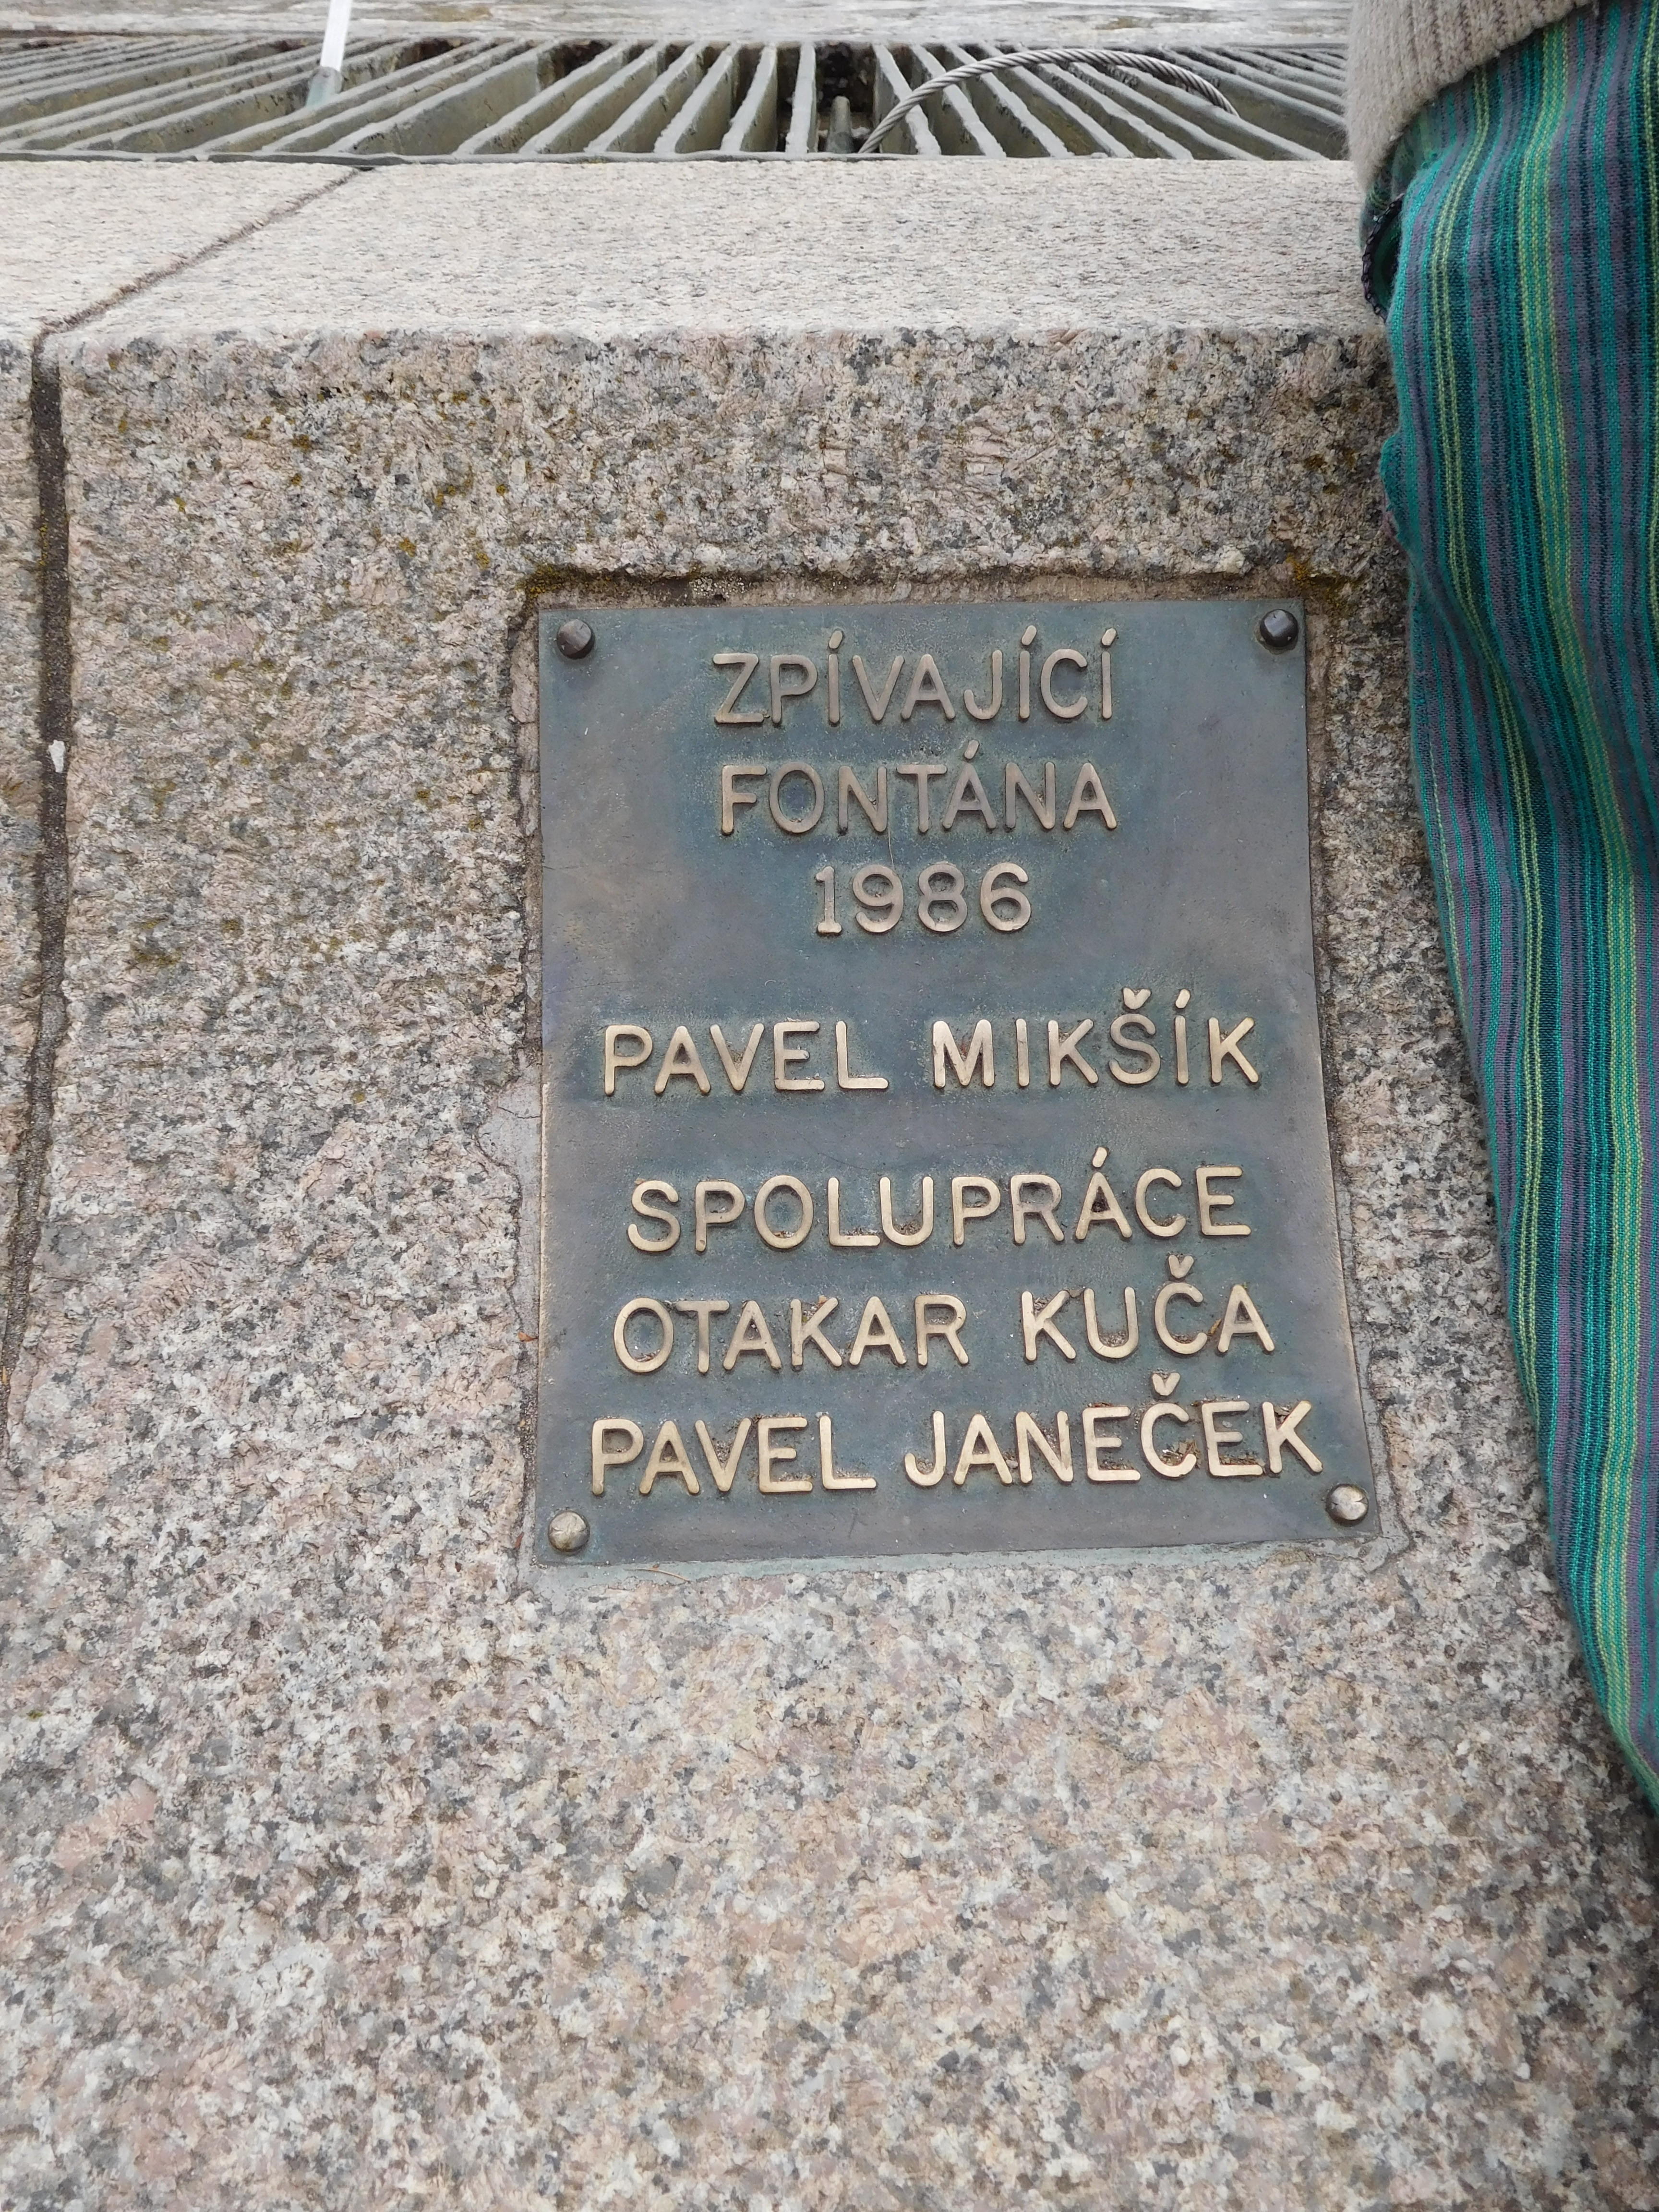 ZPÍVAJÍCÍ
FONTÁNA
1986
PAVEL MIKŠÍK
SPOLUPRÁCE
OTAKAR KUČA
PAVEL JANEČEK